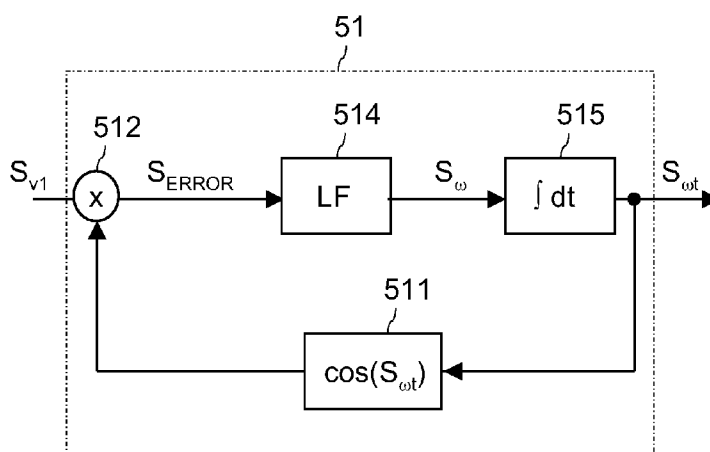 51
512
514
515
S_v1
x
S_ERROR
LF
S_ω
∫ dt
S_ωt
511
cos(S_ωt)